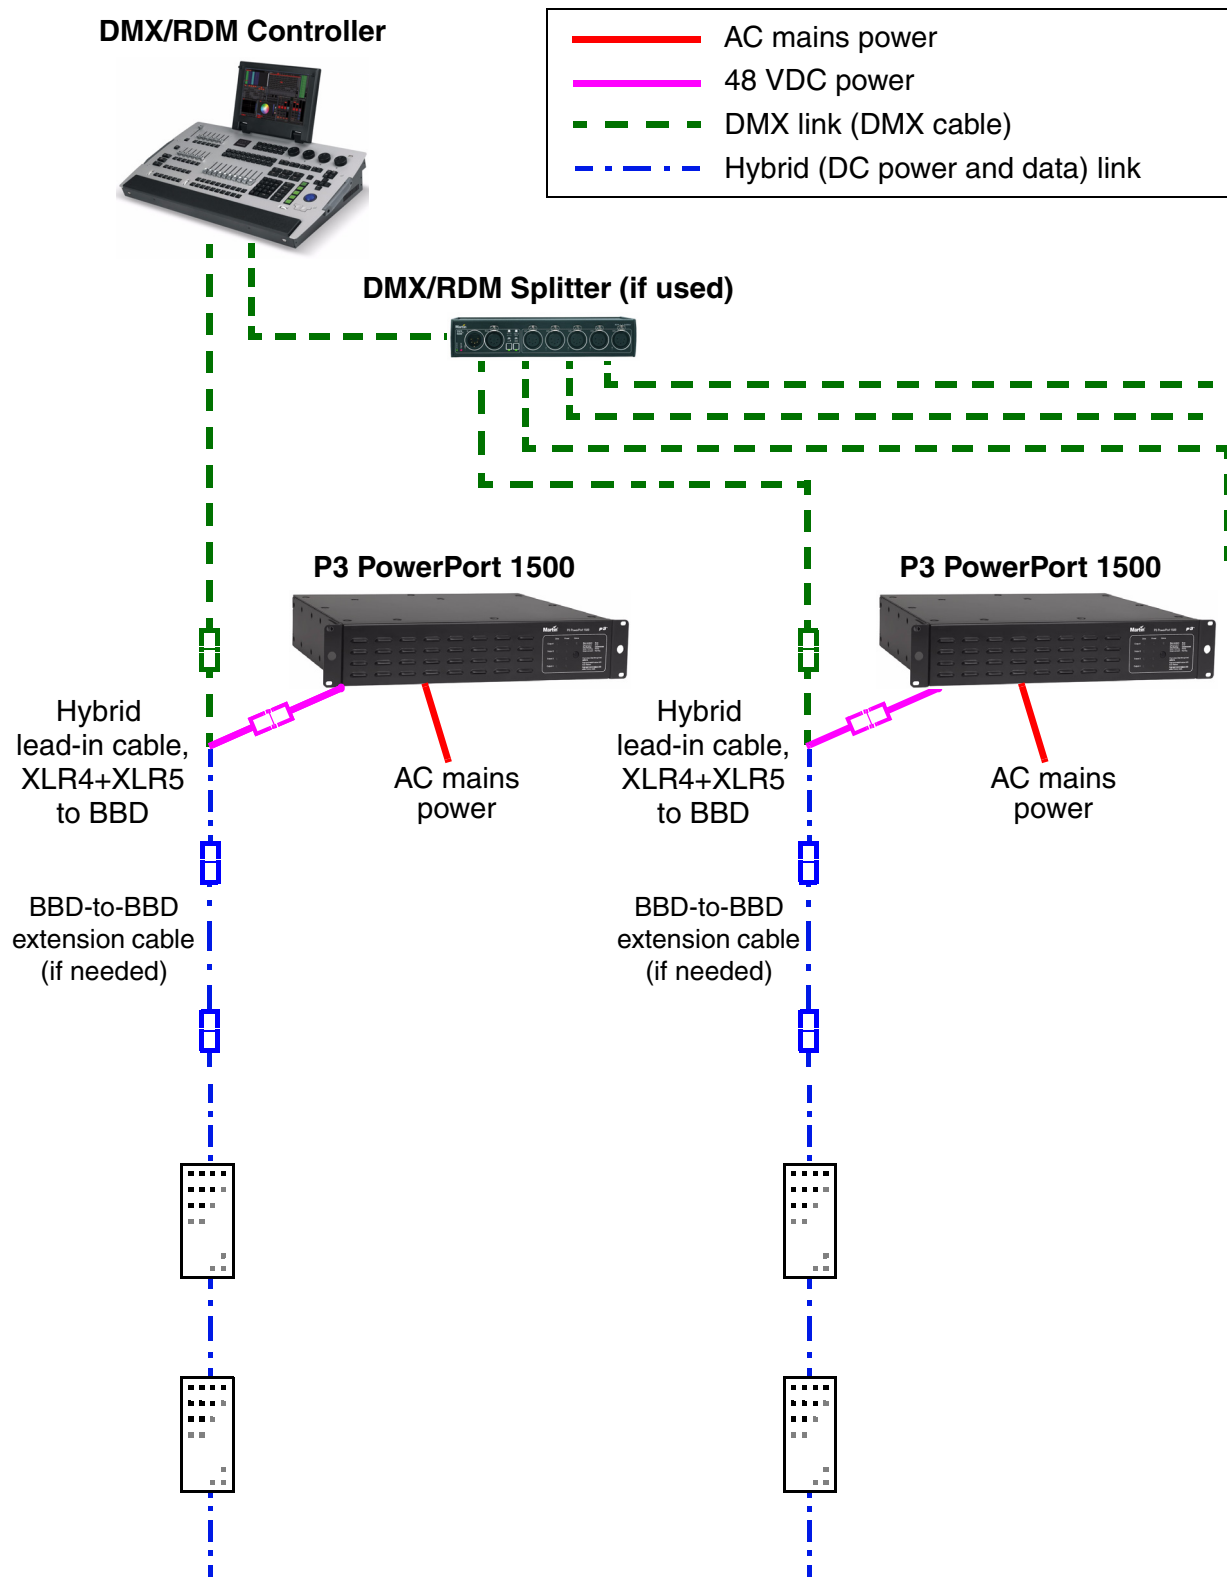 DMX/RDM Controller
AC mains power
48 VDC power
DMX link (DMX cable)
Hybrid (DC power and data) link
DMX/RDM Splitter (if used)
P3 PowerPort 1500
P3 PowerPort 1500
Martin
Martin
Hybrid
lead-in cable,
XLR4+XLR5
to BBD
AC mains
power
Hybrid
lead-in cable,
XLR4+XLR5
to BBD
AC mains
power
BBD-to-BBD
extension cable
(if needed)
BBD-to-BBD
extension cable
(if needed)